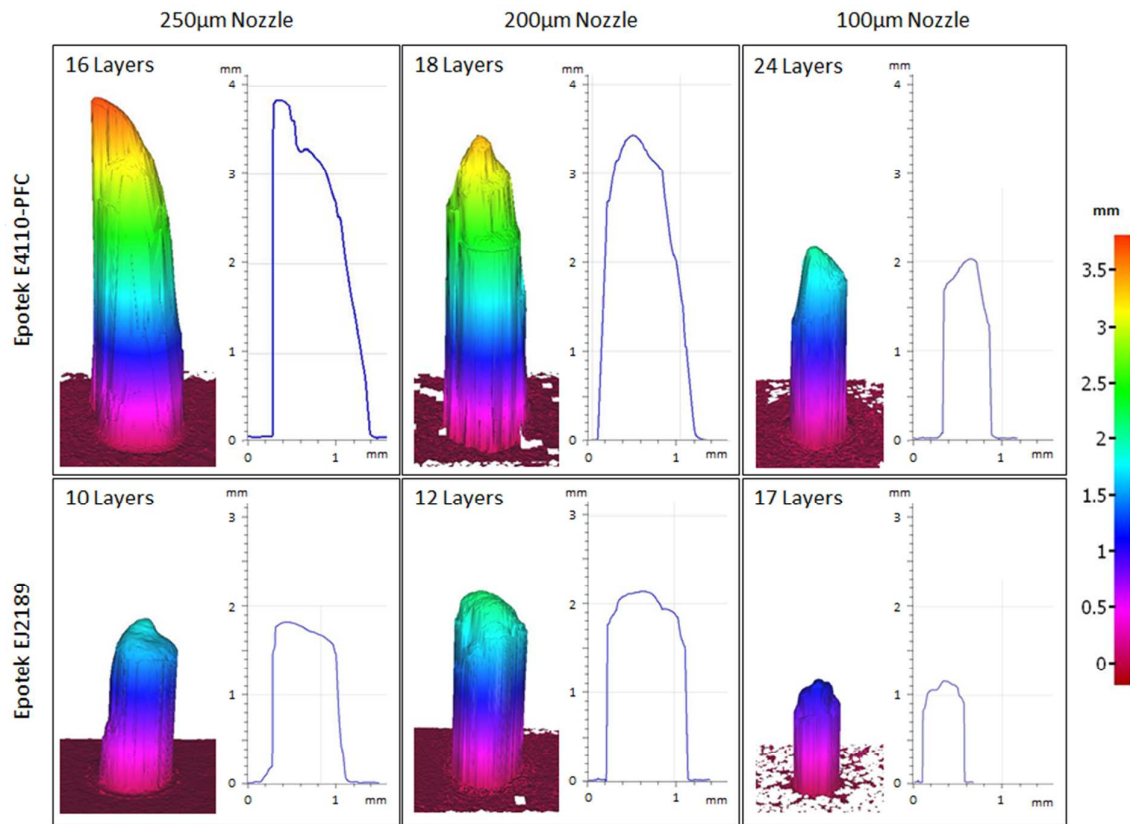 250µm Nozzle
200µm Nozzle
100µm Nozzle
Epotek E4110-PFC
16 Layers
mm
4
3
2
1
0
0
1
mm
18 Layers
mm
4
3
2
1
0
0
1
mm
24 Layers
mm
4
3
2
1
0
0
1
mm
Epotek EJ2189
10 Layers
mm
3
2
1
0
0
1
mm
12 Layers
mm
3
2
1
0
0
1
mm
17 Layers
mm
3
2
1
0
0
1
mm
mm
3.5
3
2.5
2
1.5
1
0.5
0